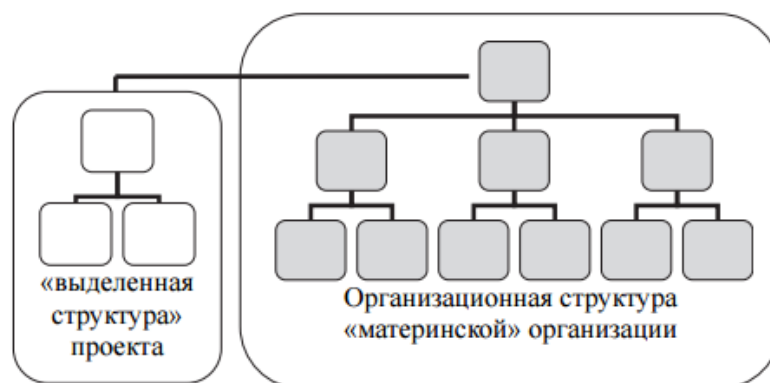 «выделенная
структура»
проекта
Организационная структура
«материнской» организации